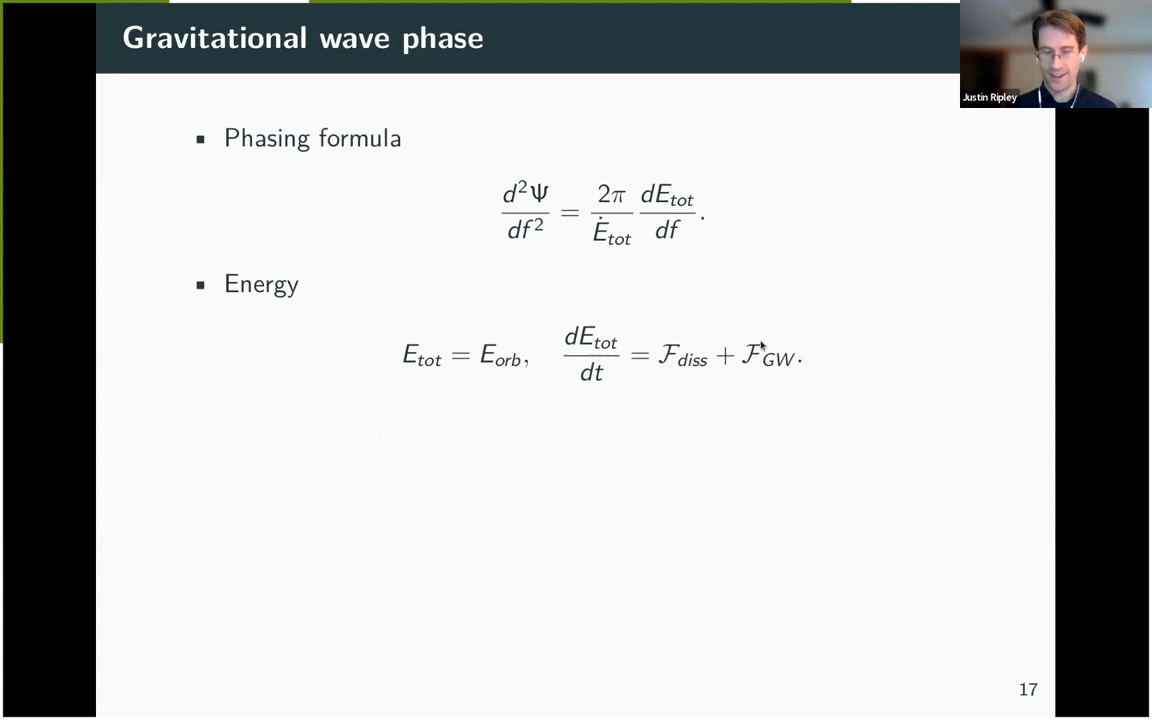 Gravitational wave phase
Justin Ripley
▪ Phasing formula
d²Ψ/df² = 2π/Ė_tot dE_tot/df.
▪ Energy
E_tot = E_orb, dE_tot/dt = ℱ_diss + ℱ_GW.
17